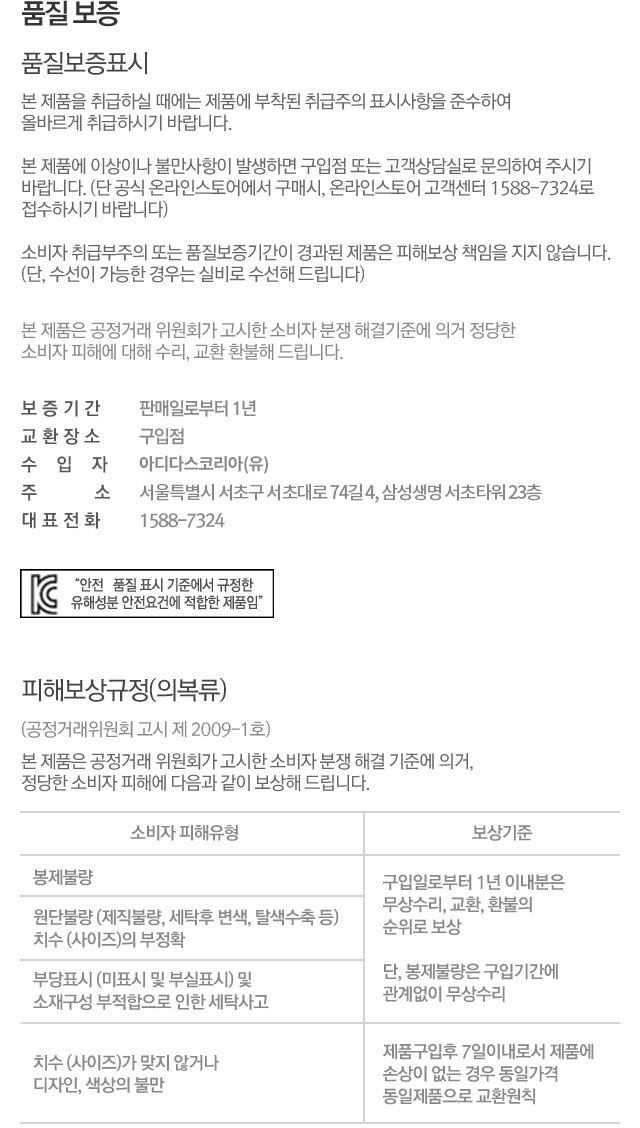 품질 보증
품질보증표시
본 제품을 취급하실 때에는 제품에 부착된 취급주의 표시사항을 준수하여
올바르게 취급하시기 바랍니다.
본 제품에 이상이나 불만사항이 발생하면 구입점 또는 고객상담실로 문의하여 주시기
바랍니다. (단 공식 온라인스토어에서 구매시, 온라인스토어 고객센터 1588-7324로
접수하시기 바랍니다)
소비자 취급부주의 또는 품질보증기간이 경과된 제품은 피해보상 책임을 지지 않습니다.
(단, 수선이 가능한 경우는 실비로 수선해 드립니다)
본 제품은 공정거래 위원회가 고시한 소비자 분쟁 해결기준에 의거 정당한
소비자 피해에 대해 수리, 교환 환불해 드립니다.
보 증 기 간 판매일로부터 1년
교 환 장 소 구입점
수 입 자 아디다스코리아(유)
주 소 서울특별시 서초구 서초대로 74길 4, 삼성생명 서초타워 23층
대 표 전 화 1588-7324
KC “안전 품질 표시 기준에서 규정한
유해성분 안전요건에 적합한 제품임”
피해보상규정(의복류)
(공정거래위원회 고시 제 2009-1호)
본 제품은 공정거래 위원회가 고시한 소비자 분쟁 해결 기준에 의거,
정당한 소비자 피해에 다음과 같이 보상해 드립니다.
소비자 피해유형 보상기준
봉제불량
원단불량 (제직불량, 세탁후 변색, 탈색수축 등)
치수 (사이즈)의 부정확
부당표시 (미표시 및 부실표시) 및
소재구성 부적합으로 인한 세탁사고
구입일로부터 1년 이내분은
무상수리, 교환, 환불의
순위로 보상
단, 봉제불량은 구입기간에
관계없이 무상수리
치수 (사이즈)가 맞지 않거나
디자인, 색상의 불만
제품구입후 7일이내로서 제품에
손상이 없는 경우 동일가격
동일제품으로 교환원칙